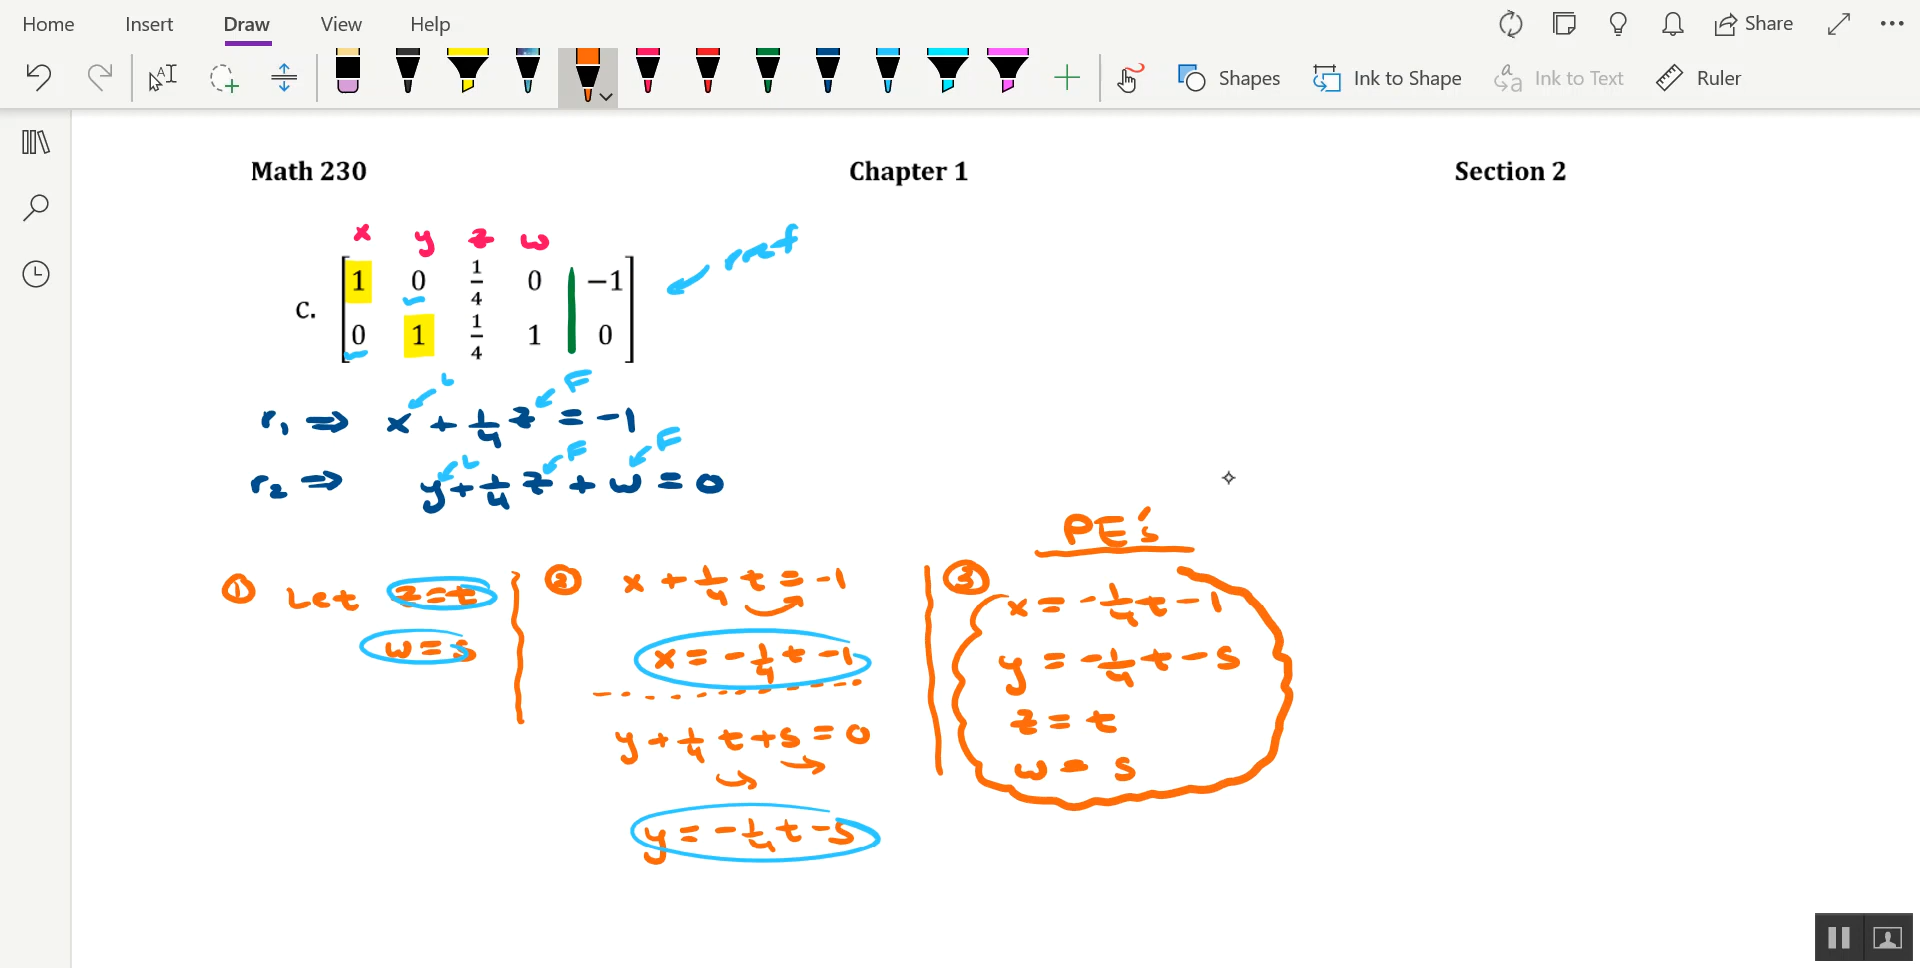 Home Insert Draw View Help Share
Shapes Ink to Shape Ink to Text Ruler
Math 230 Chapter 1 Section 2
x y z w
rref
C. [1 0 1/4 0 | −1]
[0 1 1/4 1 | 0]
L F
r₁ ⇒ x + 1/4 z = −1
L F F
r₂ ⇒ y + 1/4 z + w = 0
PE's
① Let z = t
w = s
② x + 1/4 t = −1
x = −1/4 t − 1
y + 1/4 t + s = 0
y = −1/4 t − s
③ x = −1/4 t − 1
y = −1/4 t − s
z = t
w = s